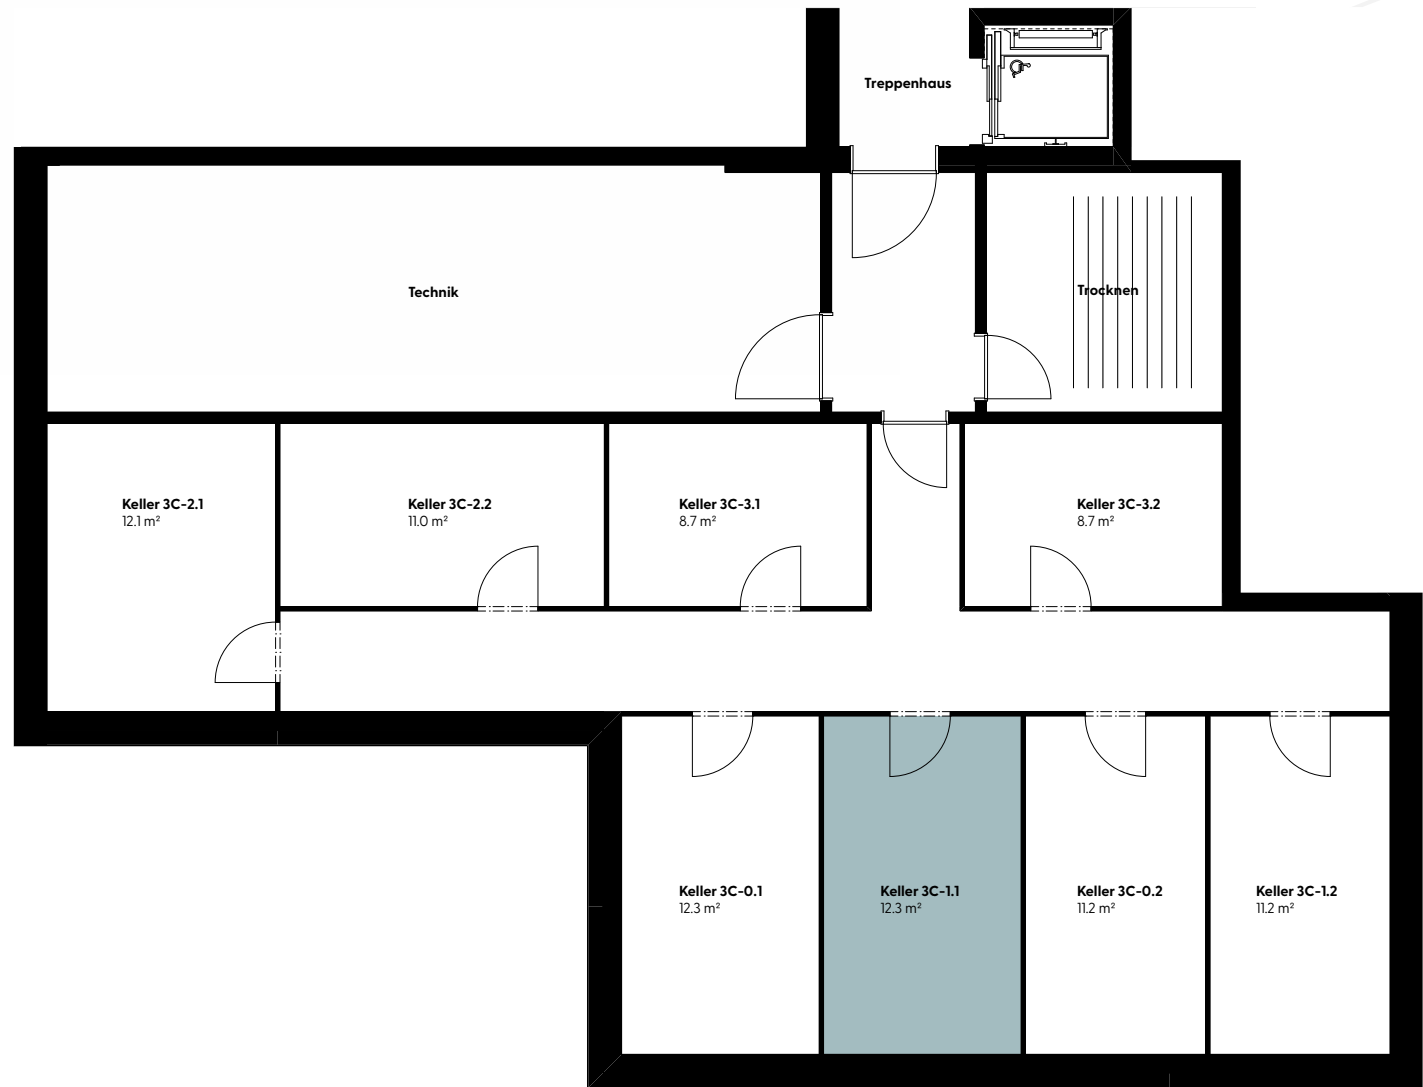 Treppenhaus
Technik
Trocknen
Keller 3C-2.1
12.1 m²
Keller 3C-2.2
11.0 m²
Keller 3C-3.1
8.7 m²
Keller 3C-3.2
8.7 m²
Keller 3C-0.1
12.3 m²
Keller 3C-1.1
12.3 m²
Keller 3C-0.2
11.2 m²
Keller 3C-1.2
11.2 m²